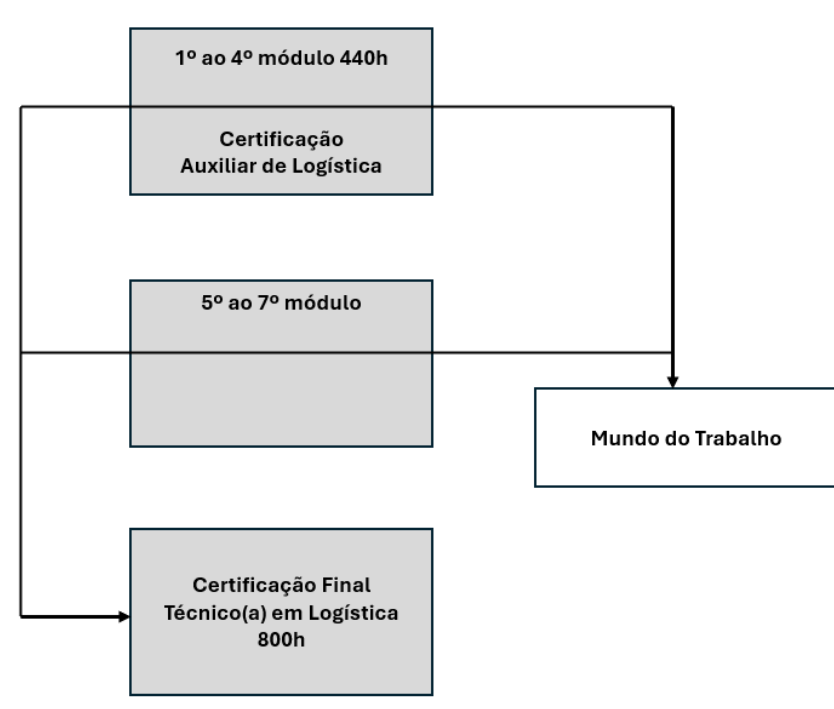 1º ao 4º módulo 440h
Certificação
Auxiliar de Logística
5º ao 7º módulo
Mundo do Trabalho
Certificação Final
Técnico(a) em Logística
800h